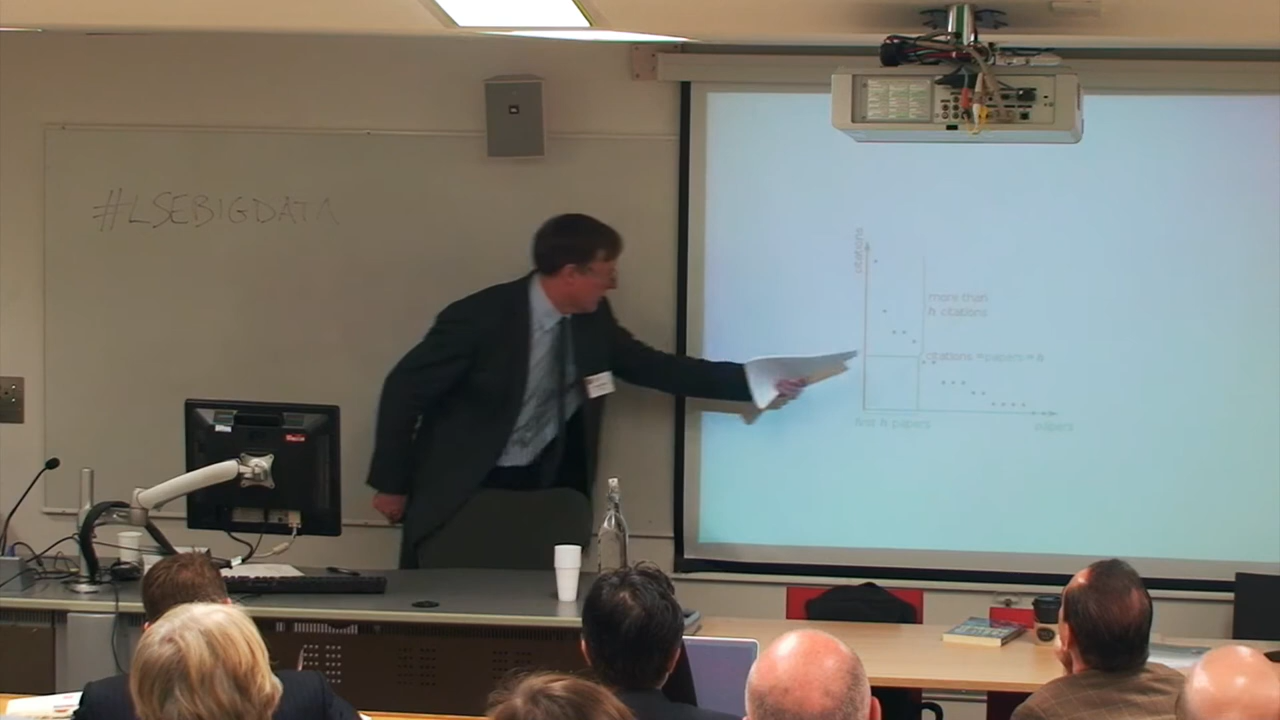 #LSEBIGDATA
citations
more than
h citations
citations = papers = h
first h papers
papers